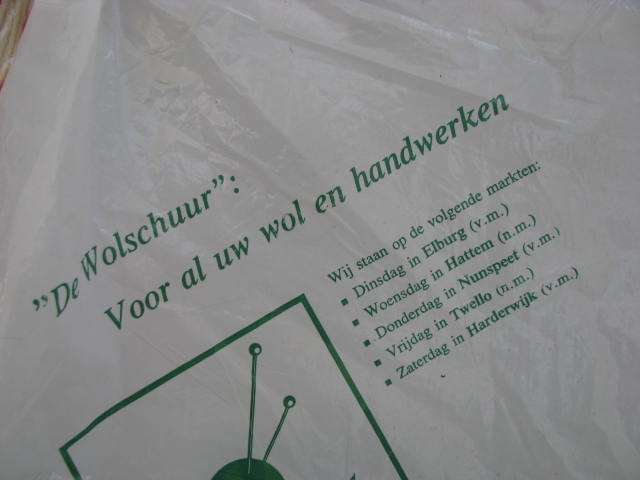 "De Wolschuur":
Voor al uw wol en handwerken
Wij staan op de volgende markten:
▪ Dinsdag in Elburg (v.m.)
▪ Woensdag in Hattem (n.m.)
▪ Donderdag in Nunspeet (v.m.)
▪ Vrijdag in Twello (n.m.)
▪ Zaterdag in Harderwijk (v.m.)